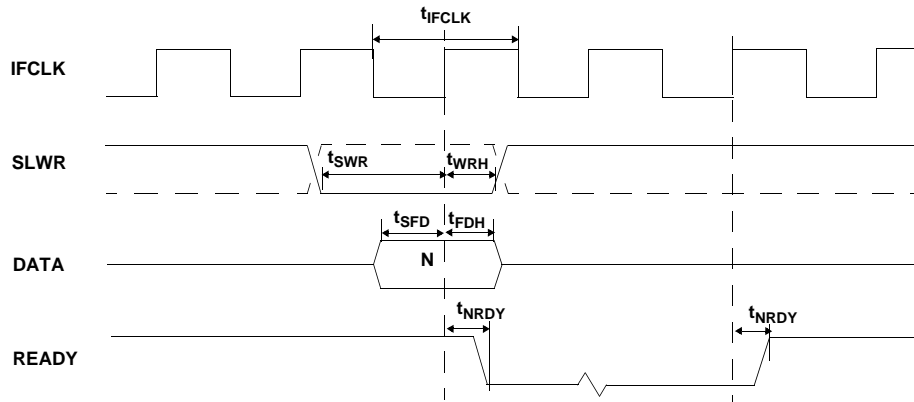 tIFCLK
IFCLK
SLWR
tSWR
tWRH
tSFD
tFDH
DATA
N
tNRDY
tNRDY
READY